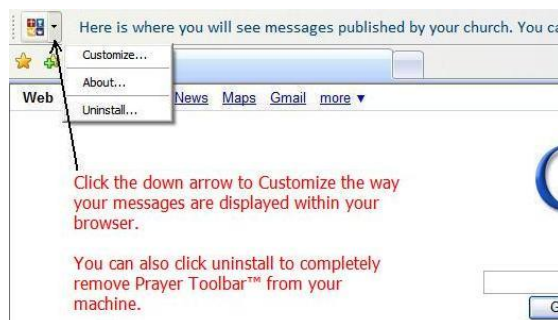 Here is where you will see messages published by your church. You ca
Customize...
About...
Uninstall...
Web News Maps Gmail more ▼
Click the down arrow to Customize the way
your messages are displayed within your
browser.
You can also click uninstall to completely
remove Prayer Toolbar™ from your
machine.
G